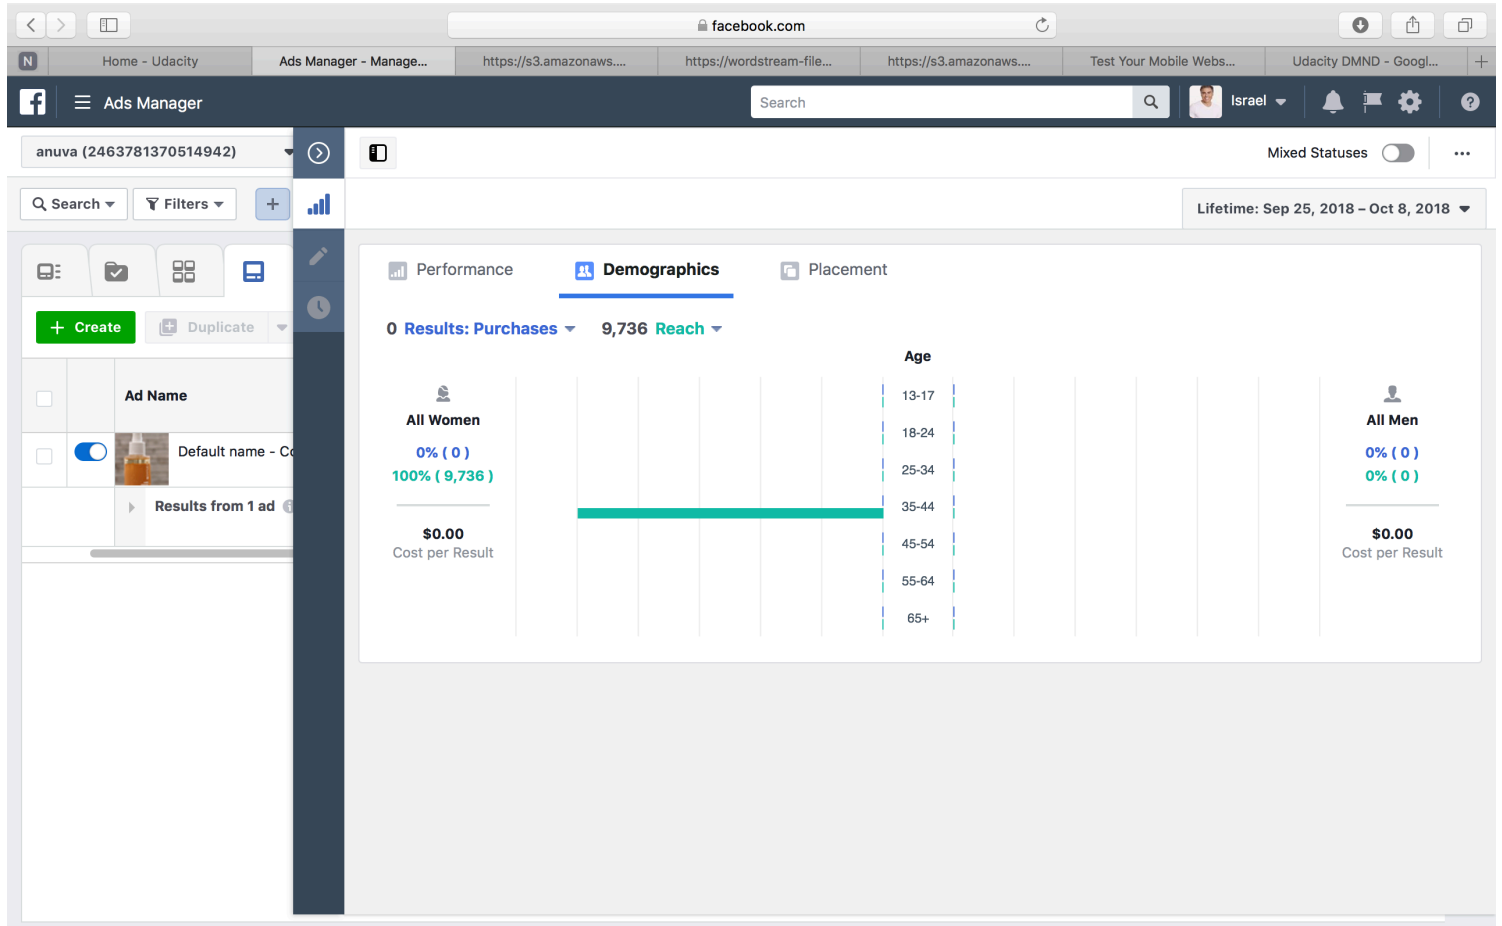 facebook.com
N
Home - Udacity
Ads Manager - Manage...
https://s3.amazonaws....
https://wordstream-file...
https://s3.amazonaws....
Test Your Mobile Webs...
Udacity DMND - Googl...
Ads Manager
Search
Israel
anuva (2463781370514942)
Mixed Statuses
Search
Filters
Lifetime: Sep 25, 2018 – Oct 8, 2018
Performance
Demographics
Placement
Create
Duplicate
0 Results: Purchases
9,736 Reach
Age
Ad Name
All Women
0% ( 0 )
100% ( 9,736 )
$0.00
Cost per Result
13-17
18-24
25-34
35-44
45-54
55-64
65+
All Men
0% ( 0 )
0% ( 0 )
$0.00
Cost per Result
Default name - Co
Results from 1 ad